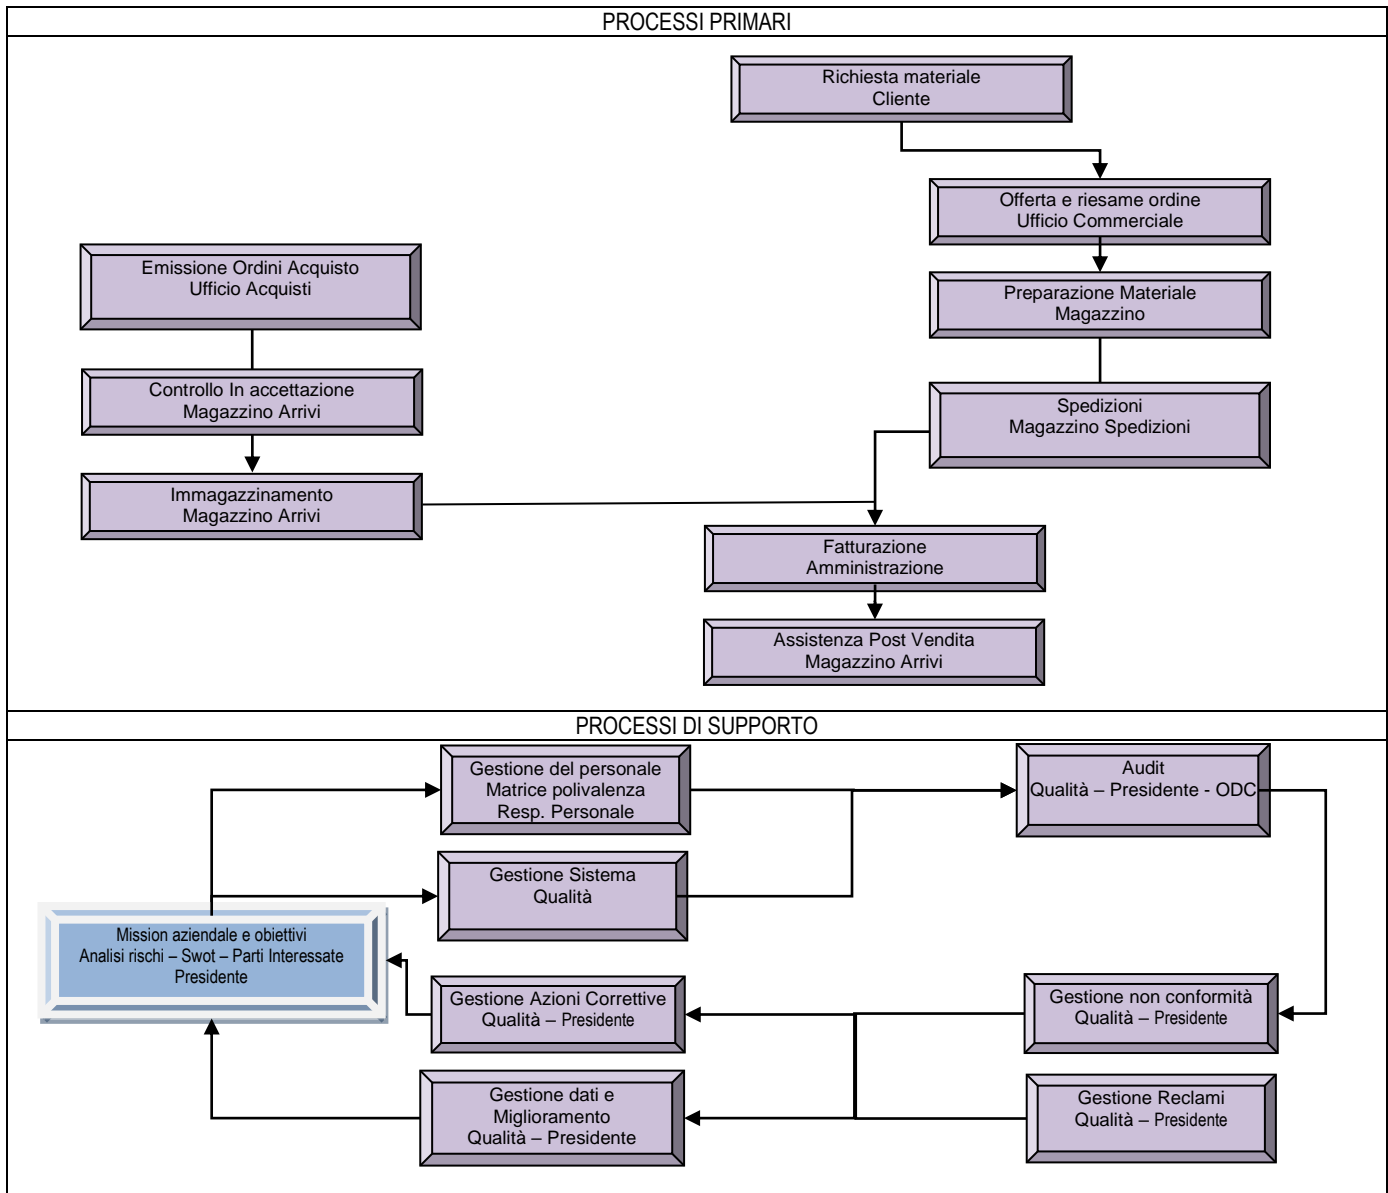 PROCESSI PRIMARI
Richiesta materiale
Cliente
Offerta e riesame ordine
Ufficio Commerciale
Emissione Ordini Acquisto
Ufficio Acquisti
Preparazione Materiale
Magazzino
Controllo In accettazione
Magazzino Arrivi
Spedizioni
Magazzino Spedizioni
Immagazzinamento
Magazzino Arrivi
Fatturazione
Amministrazione
Assistenza Post Vendita
Magazzino Arrivi
PROCESSI DI SUPPORTO
Gestione del personale
Matrice polivalenza
Resp. Personale
Audit
Qualità – Presidente - ODC
Gestione Sistema
Qualità
Mission aziendale e obiettivi
Analisi rischi – Swot – Parti Interessate
Presidente
Gestione Azioni Correttive
Qualità – Presidente
Gestione non conformità
Qualità – Presidente
Gestione dati e
Miglioramento
Qualità – Presidente
Gestione Reclami
Qualità – Presidente